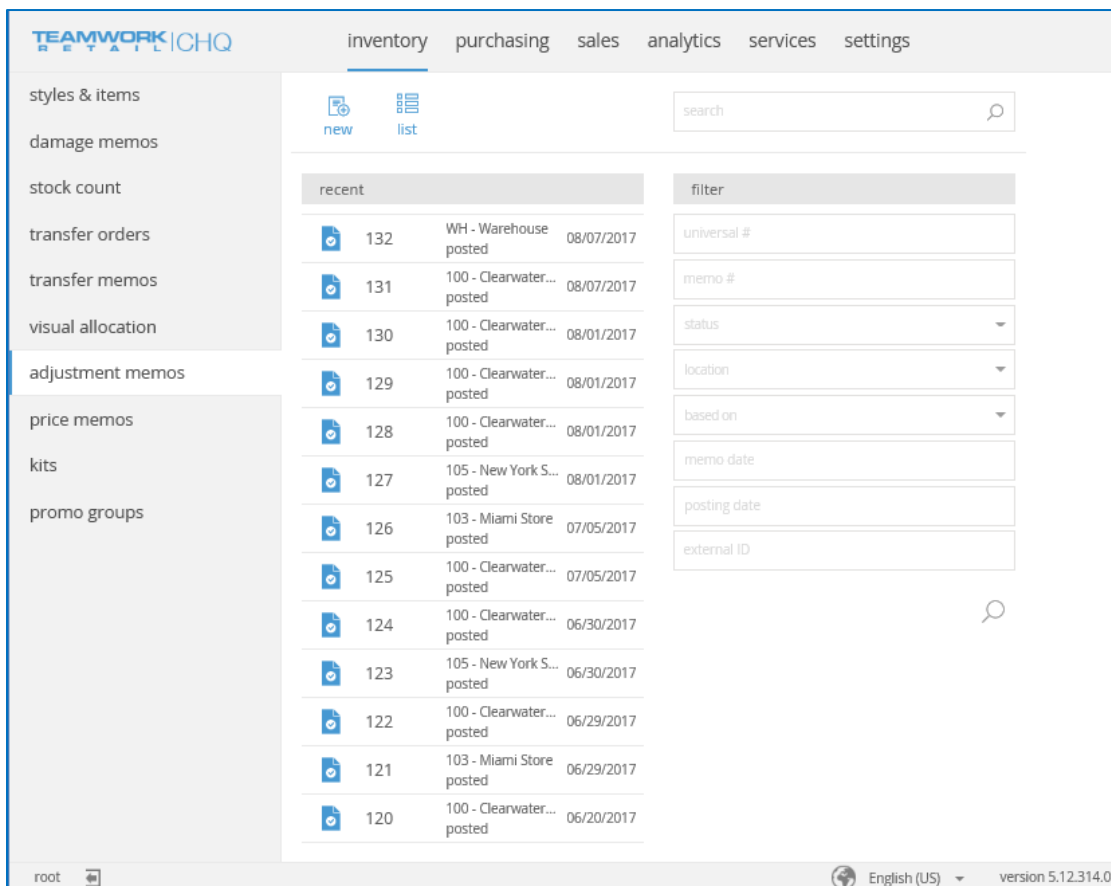 TEAMWORK RETAIL | CHQ
inventory purchasing sales analytics services settings
styles & items
damage memos
stock count
transfer orders
transfer memos
visual allocation
adjustment memos
price memos
kits
promo groups
new list
search
recent
132 WH - Warehouse posted 08/07/2017
131 100 - Clearwater... posted 08/07/2017
130 100 - Clearwater... posted 08/01/2017
129 100 - Clearwater... posted 08/01/2017
128 100 - Clearwater... posted 08/01/2017
127 105 - New York S... posted 08/01/2017
126 103 - Miami Store posted 07/05/2017
125 100 - Clearwater... posted 07/05/2017
124 100 - Clearwater... posted 06/30/2017
123 105 - New York S... posted 06/30/2017
122 100 - Clearwater... posted 06/29/2017
121 103 - Miami Store posted 06/29/2017
120 100 - Clearwater... posted 06/20/2017
filter
universal #
memo #
status
location
based on
memo date
posting date
external ID
root
English (US)
version 5.12.314.0